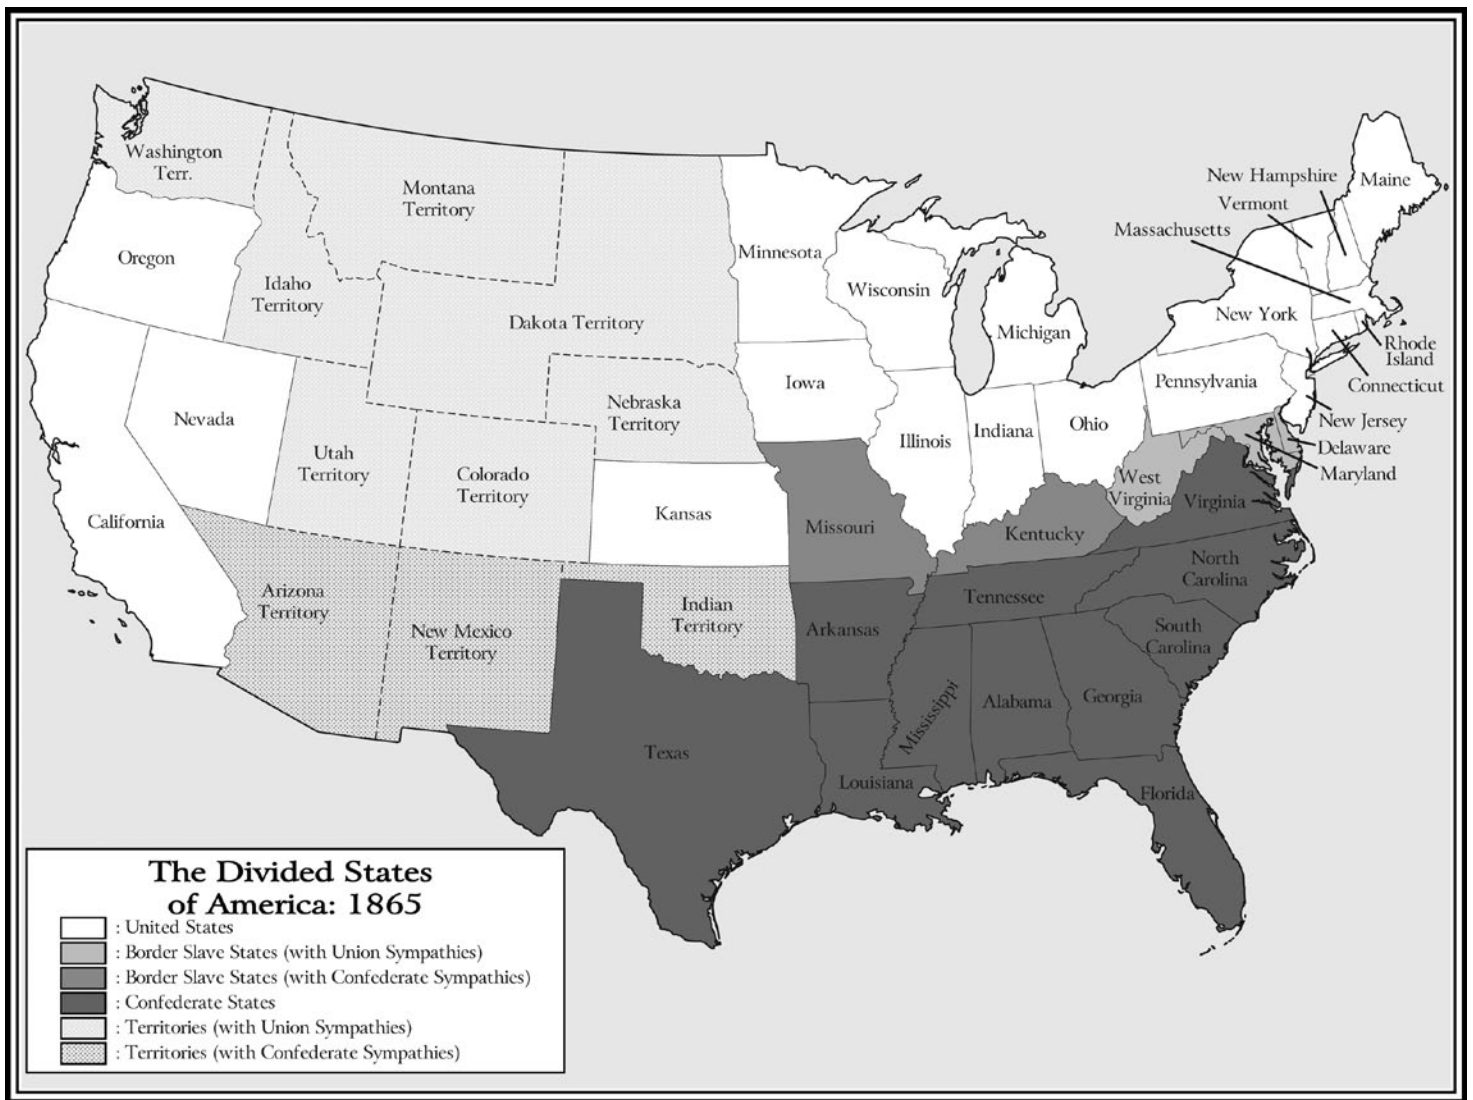 Washington
Terr.
Montana
Territory
Oregon
Idaho
Territory
Dakota Territory
Minnesota
Wisconsin
Michigan
New Hampshire
Vermont
Massachusetts
Maine
New York
Rhode
Island
Connecticut
Pennsylvania
New Jersey
Delaware
Maryland
Nevada
Utah
Territory
Colorado
Territory
Nebraska
Territory
Iowa
Illinois
Indiana
Ohio
West
Virginia
Virginia
California
Kansas
Missouri
Kentucky
North
Carolina
Tennessee
Arizona
Territory
New Mexico
Territory
Indian
Territory
Arkansas
South
Carolina
Mississippi
Alabama
Georgia
Texas
Louisiana
Florida
The Divided States
of America: 1865
: United States
: Border Slave States (with Union Sympathies)
: Border Slave States (with Confederate Sympathies)
: Confederate States
: Territories (with Union Sympathies)
: Territories (with Confederate Sympathies)